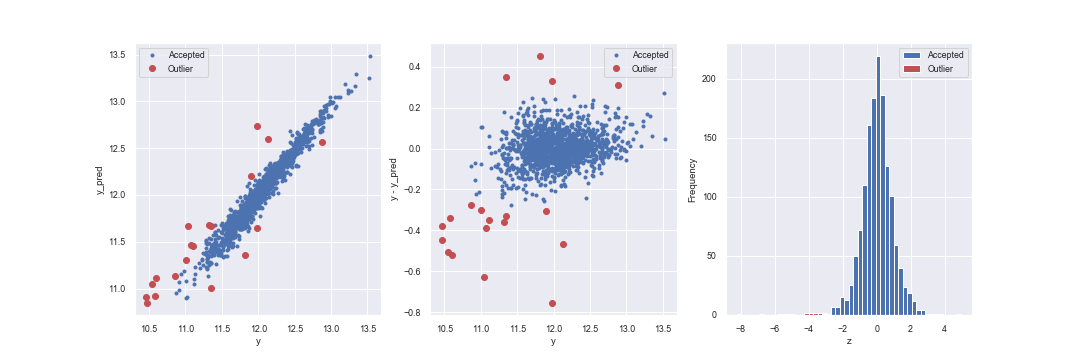 13.5
13.0
12.5
12.0
11.5
11.0
y_pred
10.5 11.0 11.5 12.0 12.5 13.0 13.5
y
Accepted
Outlier
0.4
0.2
0.0
−0.2
−0.4
−0.6
−0.8
y - y_pred
10.5 11.0 11.5 12.0 12.5 13.0 13.5
y
Accepted
Outlier
200
150
100
50
0
Frequency
−8 −6 −4 −2 0 2 4
z
Accepted
Outlier